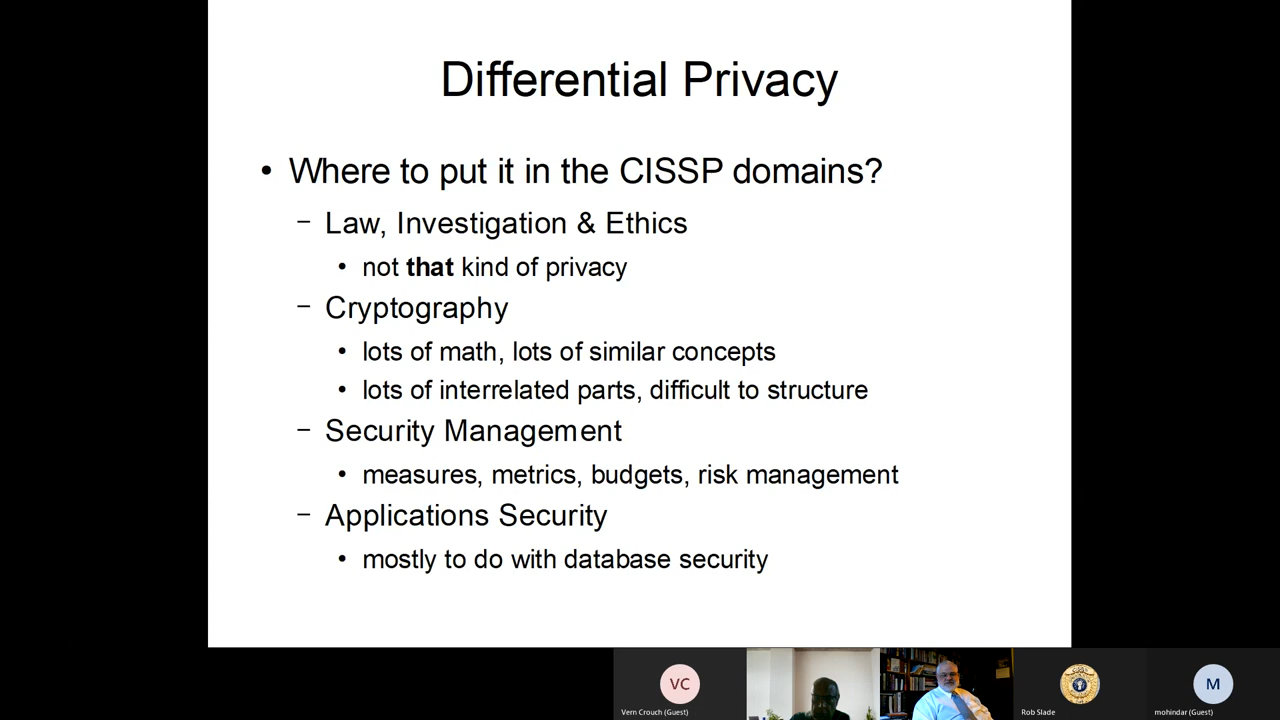 Differential Privacy
• Where to put it in the CISSP domains?
– Law, Investigation & Ethics
• not that kind of privacy
– Cryptography
• lots of math, lots of similar concepts
• lots of interrelated parts, difficult to structure
– Security Management
• measures, metrics, budgets, risk management
– Applications Security
• mostly to do with database security
VC
M
Vern Crouch (Guest)
Rob Slade
mohindar (Guest)